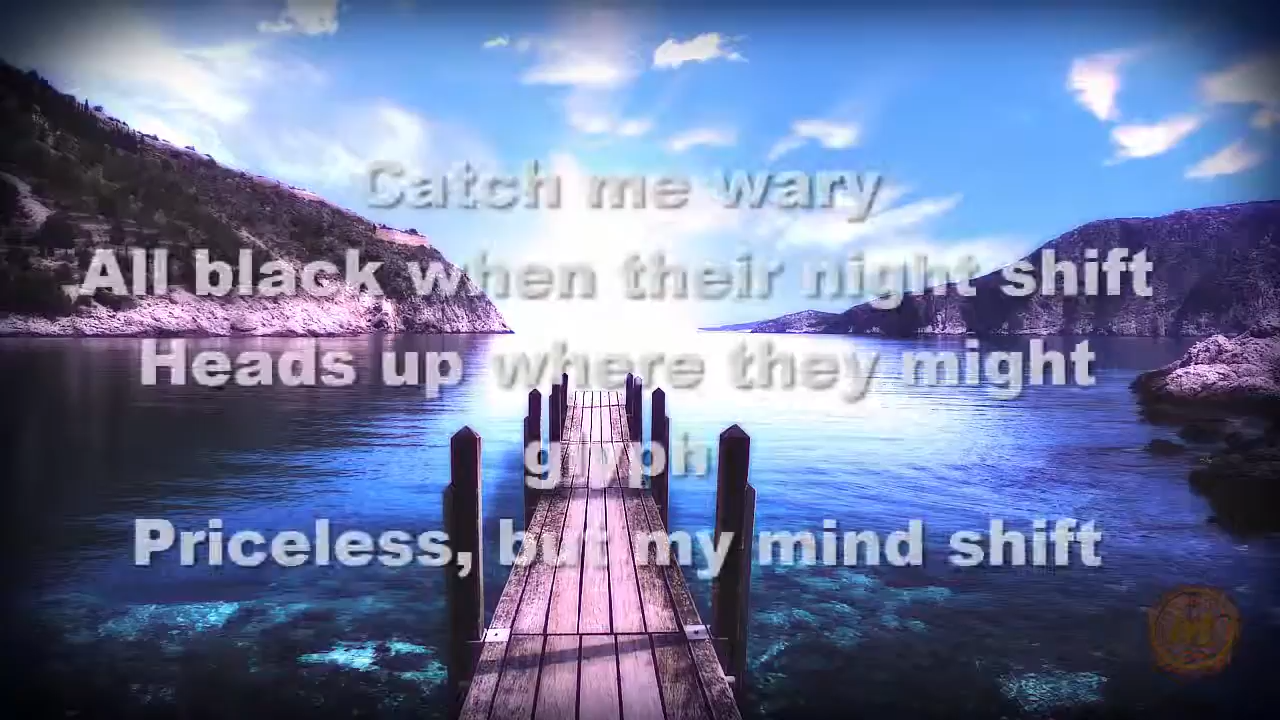 Catch me wary
All black when their night shift
Heads up where they might
glyph
Priceless, but my mind shift